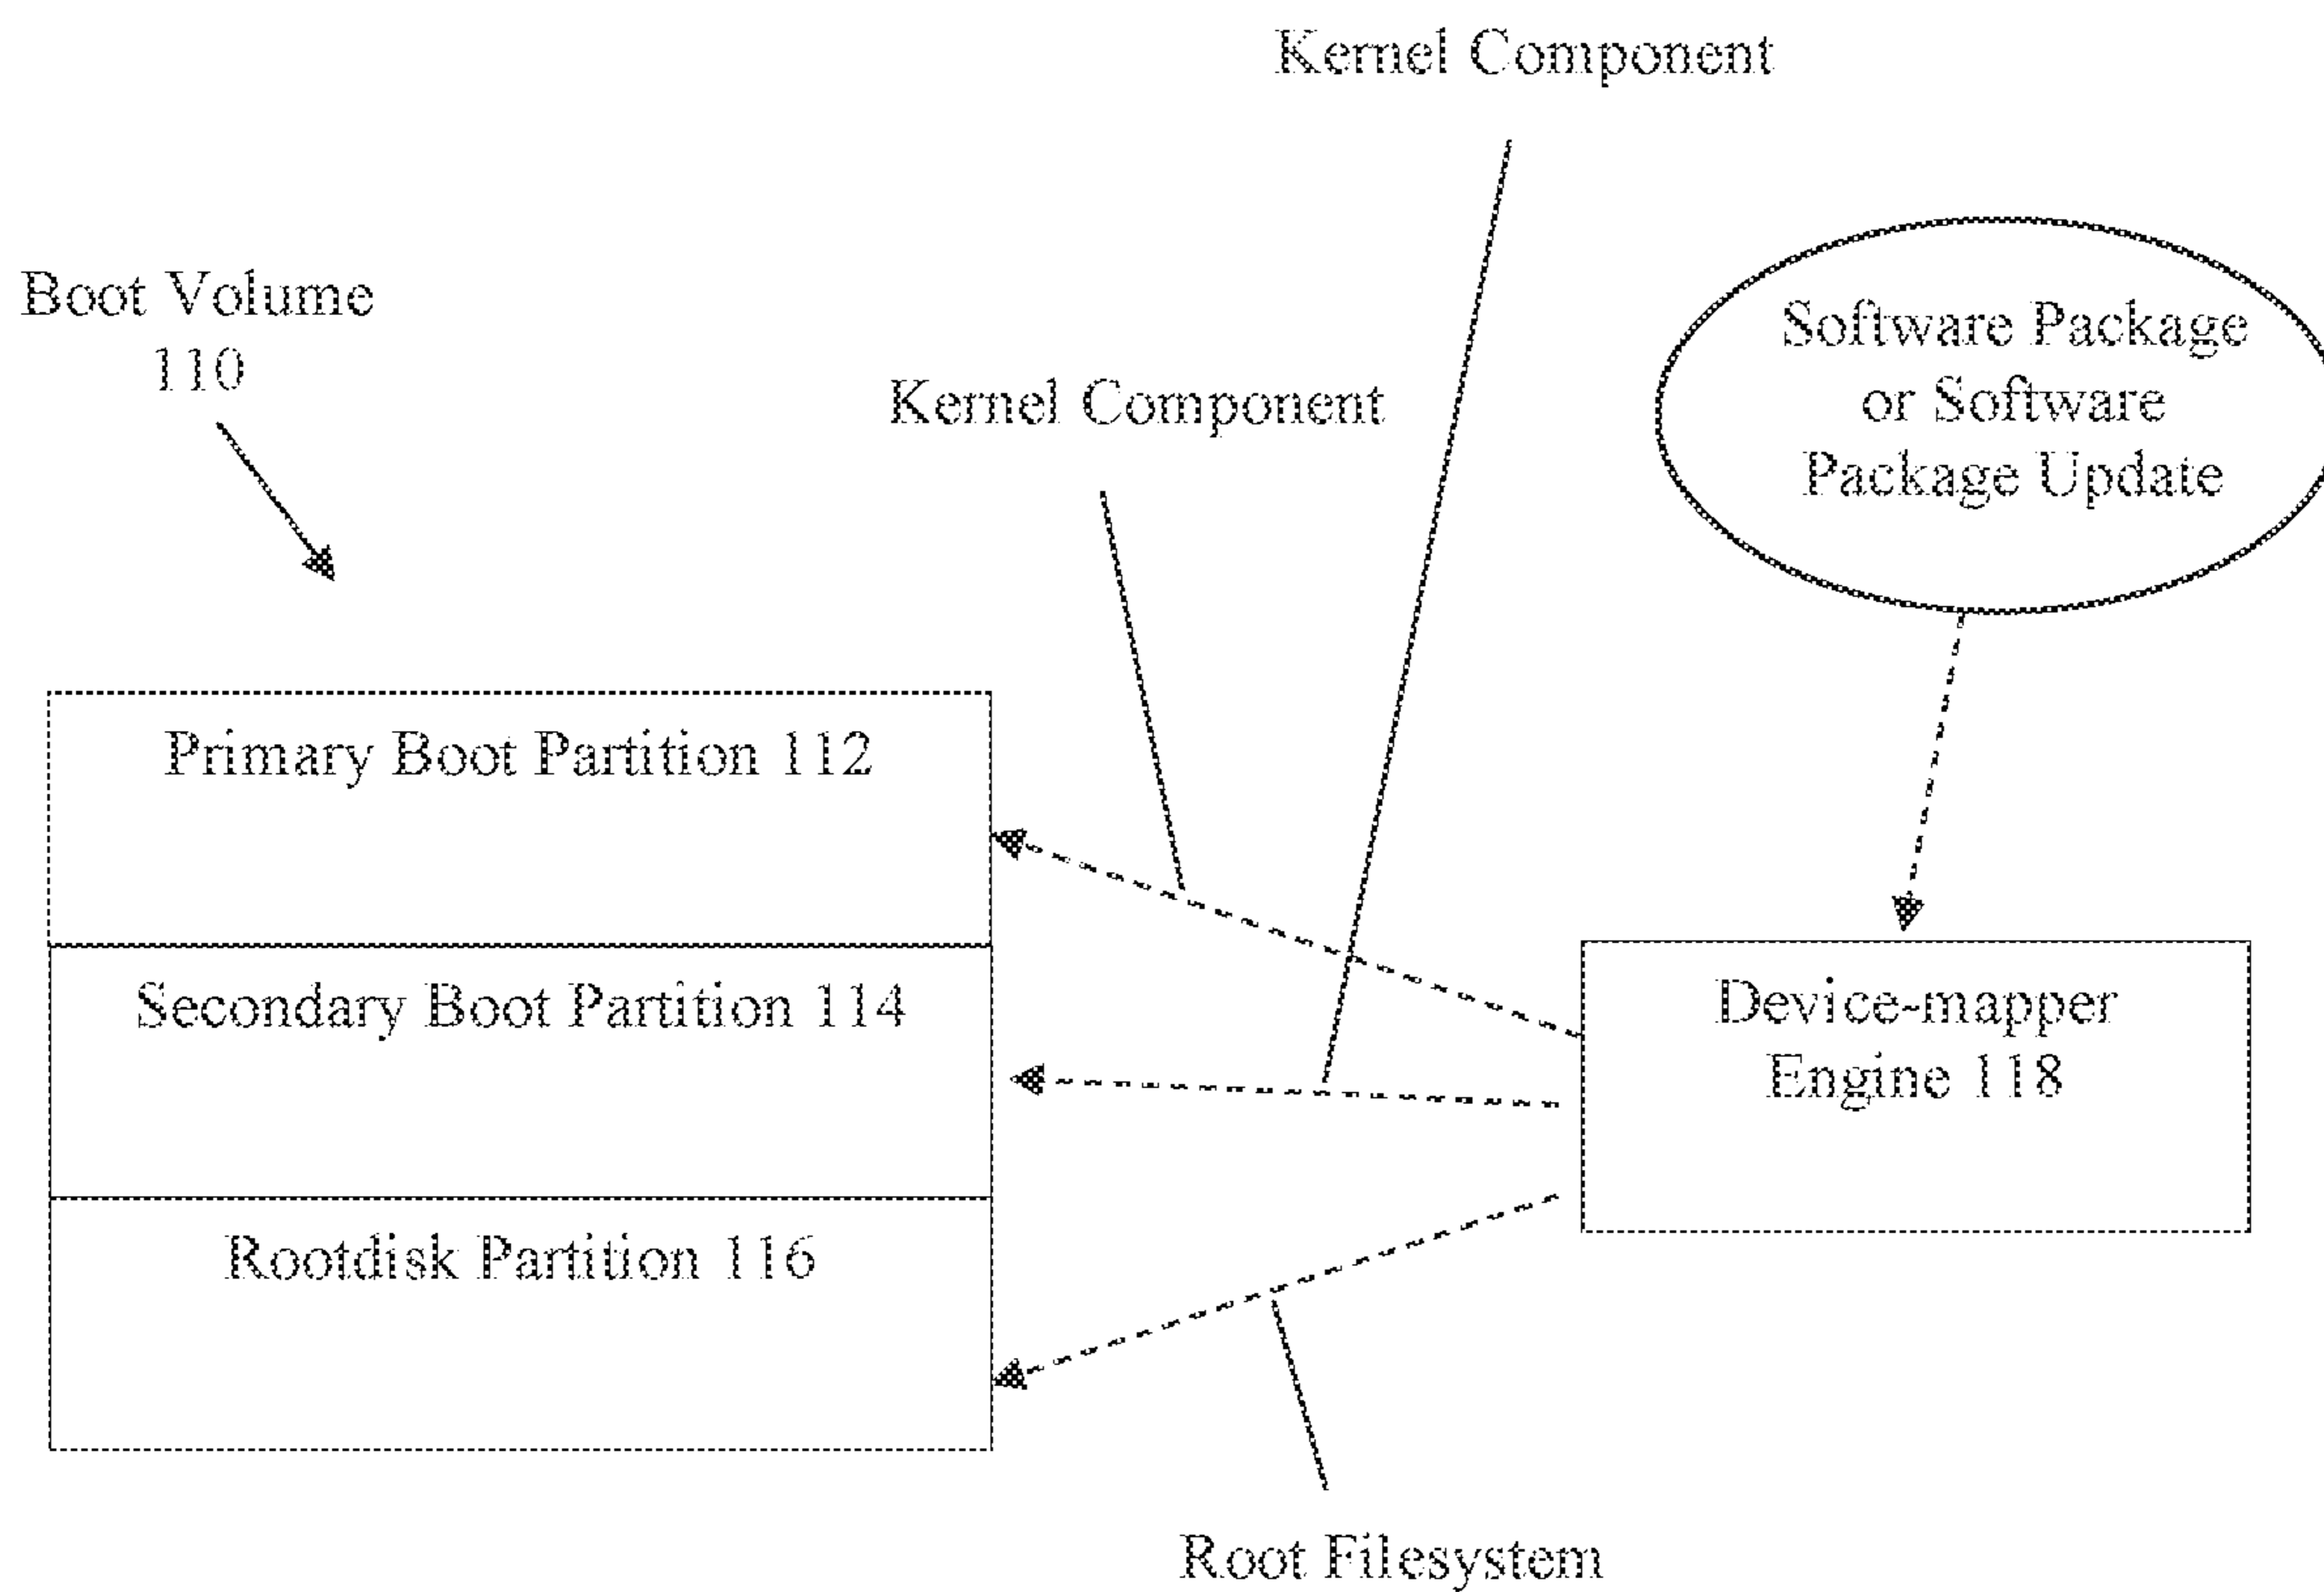 Kernel Component
Boot Volume
110
Kernel Component
Software Package
or Software
Package Update
Primary Boot Partition 112
Secondary Boot Partition 114
Device-mapper
Engine 118
Rootdisk Partition 116
Root Filesystem